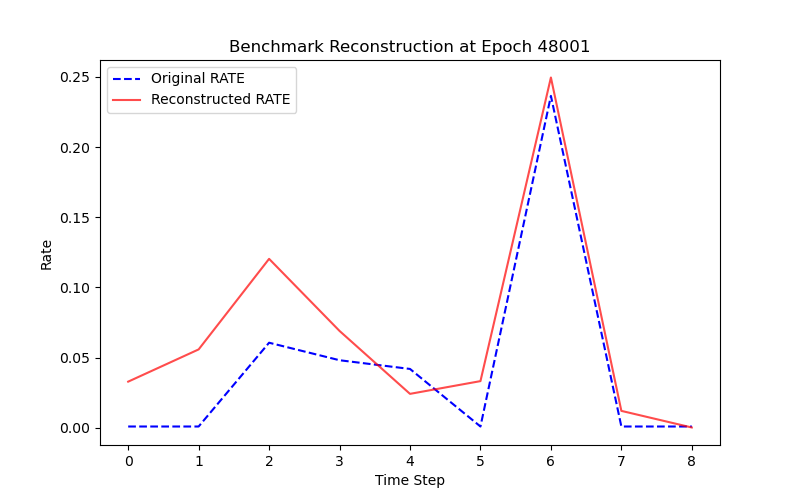 Benchmark Reconstruction at Epoch 48001
Original RATE
Reconstructed RATE
0.25
0.20
0.15
0.10
0.05
0.00
Rate
0 1 2 3 4 5 6 7 8
Time Step